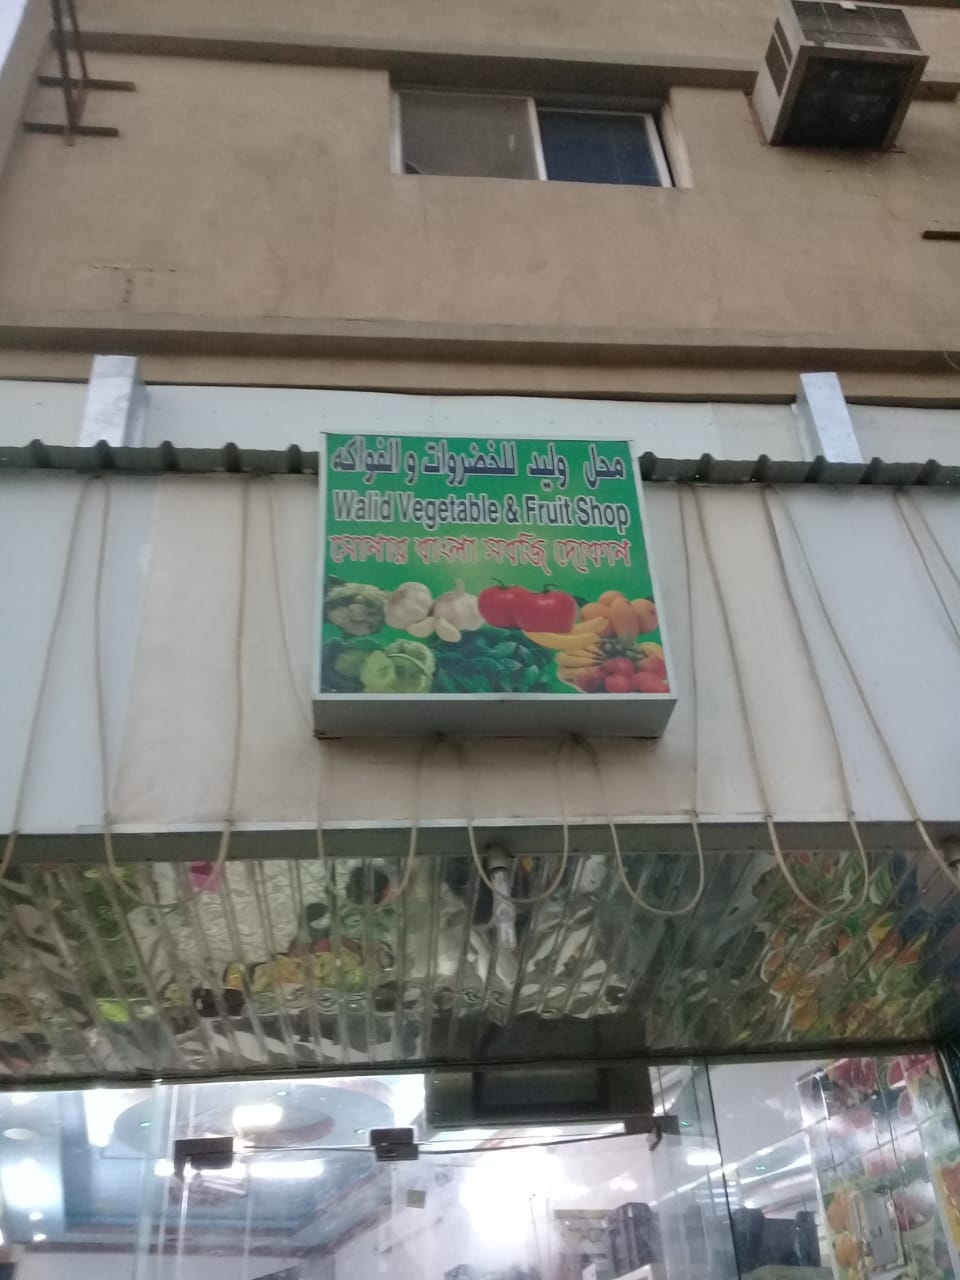 محل وليد للخضروات و الفواكه
Walid Vegetable & Fruit Shop
সোনার বাংলা সবজি দোকান